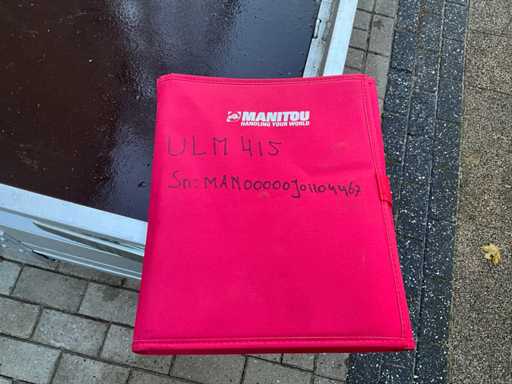 MANITOU
HANDLING YOUR WORLD
ULM 415
Sn: MAN00000J01104467